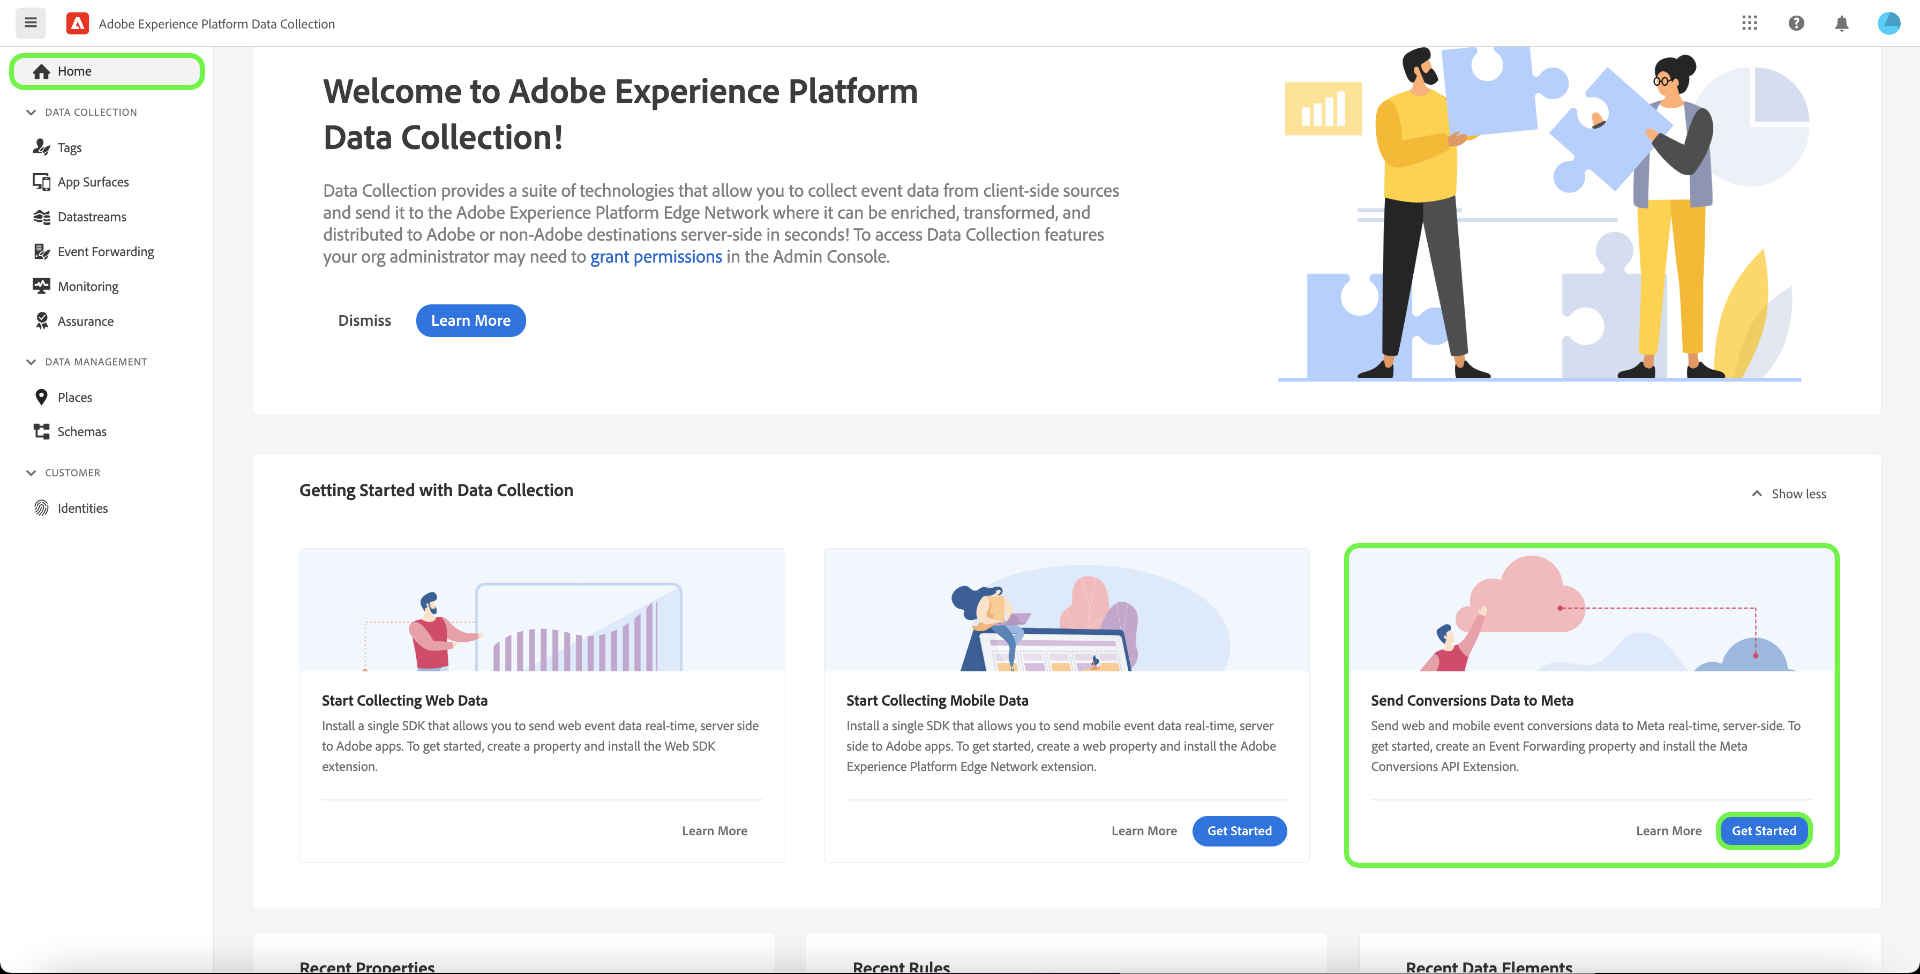 Adobe Experience Platform Data Collection
Home
DATA COLLECTION
Tags
App Surfaces
Datastreams
Event Forwarding
Monitoring
Assurance
DATA MANAGEMENT
Places
Schemas
CUSTOMER
Identities
Welcome to Adobe Experience Platform
Data Collection!
Data Collection provides a suite of technologies that allow you to collect event data from client-side sources
and send it to the Adobe Experience Platform Edge Network where it can be enriched, transformed, and
distributed to Adobe or non-Adobe destinations server-side in seconds! To access Data Collection features
your org administrator may need to grant permissions in the Admin Console.
Dismiss
Learn More
Getting Started with Data Collection
Show less
Start Collecting Web Data
Install a single SDK that allows you to send web event data real-time, server side
to Adobe apps. To get started, create a property and install the Web SDK
extension.
Learn More
Start Collecting Mobile Data
Install a single SDK that allows you to send mobile event data real-time, server
side to Adobe apps. To get started, create a web property and install the Adobe
Experience Platform Edge Network extension.
Learn More
Get Started
Send Conversions Data to Meta
Send web and mobile event conversions data to Meta real-time, server-side. To
get started, create an Event Forwarding property and install the Meta
Conversions API Extension.
Learn More
Get Started
Recent Properties
Recent Rules
Recent Data Elements